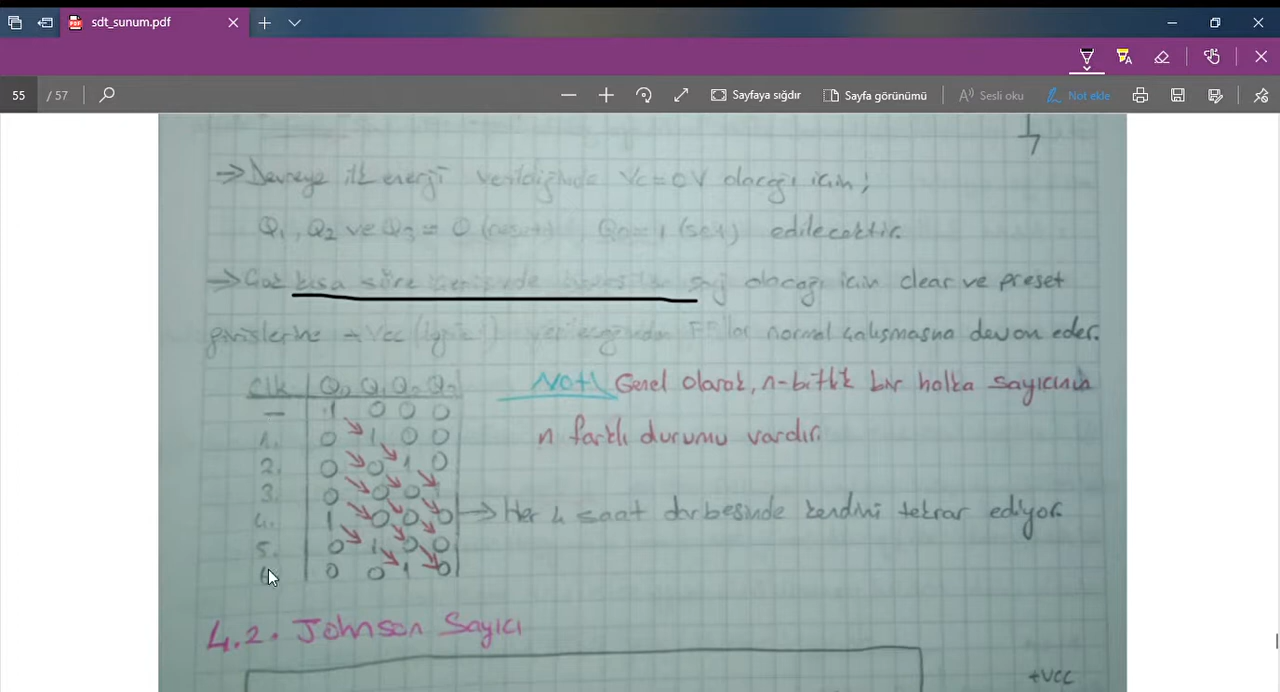 sdt_sunum.pdf
55 / 57
Sayfaya sığdır
Sayfa görünümü
Sesli oku
Not ekle
→ Devreye ilk enerji verildiğinde Vc=0V olacağı için;
Q1, Q2 ve Q3 = 0 (reset), Q0=1 (set) edilecektir.
→ Çok kısa süre içerisinde olacağı için clear ve preset
girişlerine +Vcc (lojik 1) verileceğinden FF'lar normal çalışmasına devam eder.
Clk Q0 Q1 Q2 Q3
— 1 0 0 0
1. 0 1 0 0
2. 0 0 1 0
3. 0 0 0
4. 1 0 0 0 → Her 4 saat darbesinde kendini tekrar ediyor.
5. 0 1 0 0
0 0 1 0
Not! Genel olarak, n-bitlik bir halka sayıcının
n farklı durumu vardır.
4.2. Johnson Sayıcı
+Vcc